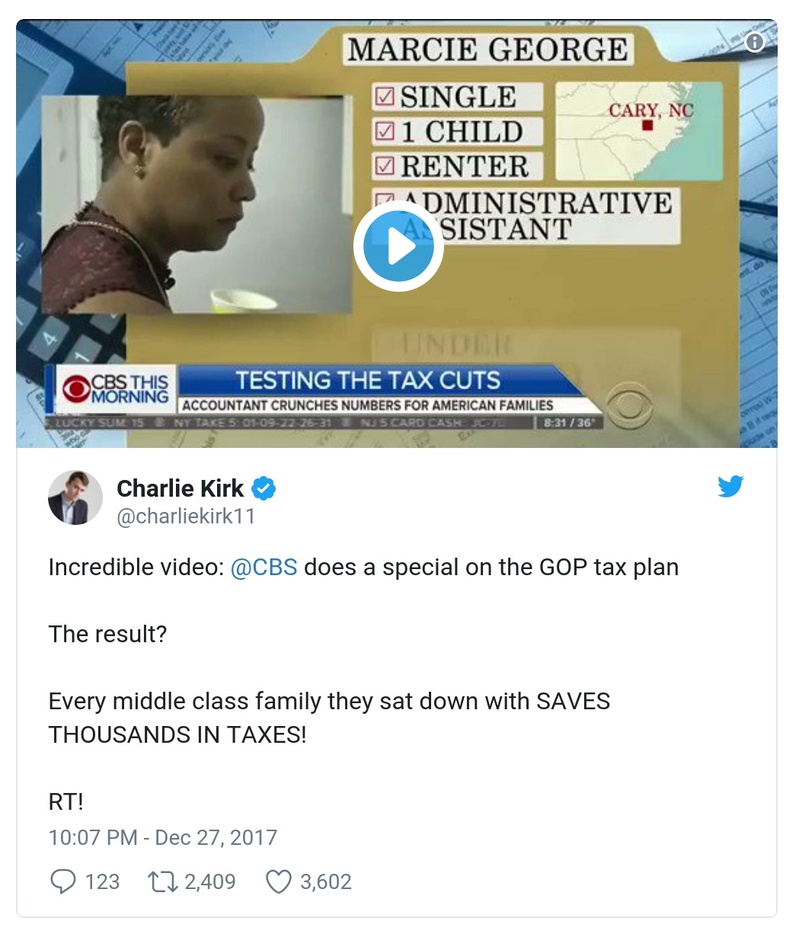 MARCIE GEORGE
SINGLE
1 CHILD
RENTER
ADMINISTRATIVE
ASSISTANT
CARY, NC
UNDER
4
1
CBS THIS
MORNING
TESTING THE TAX CUTS
ACCOUNTANT CRUNCHES NUMBERS FOR AMERICAN FAMILIES
LUCKY SUM: 15 NY TAKE 5: 01-09-22-26-31 NJ 5 CARD CASH: 8:31 / 36°
Charlie Kirk
@charliekirk11
Incredible video: @CBS does a special on the GOP tax plan
The result?
Every middle class family they sat down with SAVES
THOUSANDS IN TAXES!
RT!
10:07 PM - Dec 27, 2017
123 2,409 3,602